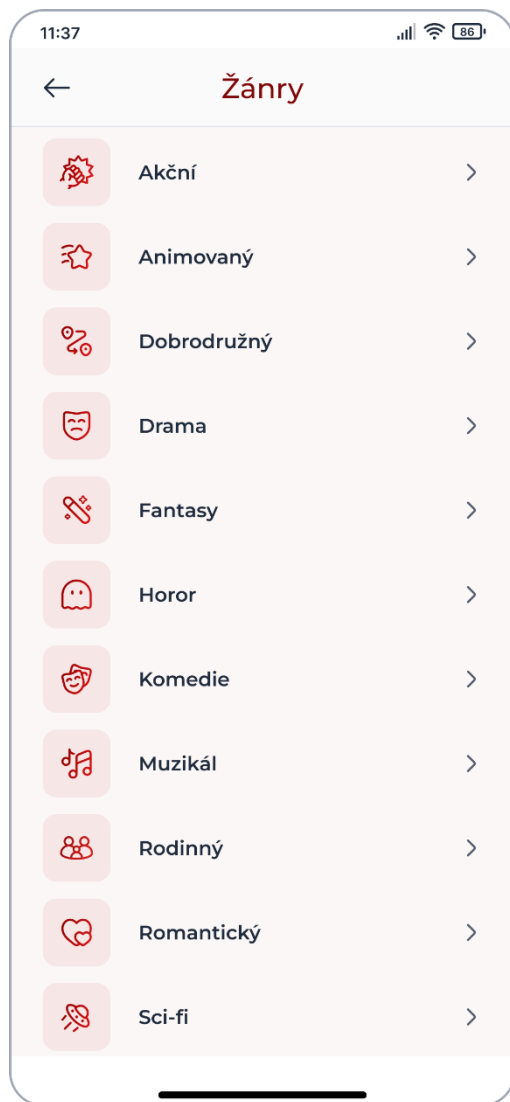 11:37
86
Žánry
Akční
Animovaný
Dobrodružný
Drama
Fantasy
Horor
Komedie
Muzikál
Rodinný
Romantický
Sci-fi